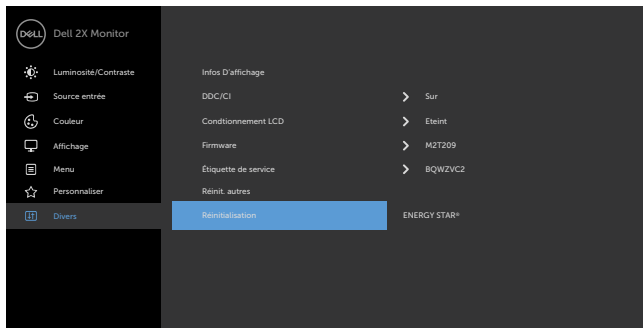 DELL Dell 2X Monitor
Luminosité/Contraste
Infos D'affichage
Source entrée
DDC/CI
Sur
Couleur
Condtionnement LCD
Eteint
Affichage
Firmware
M2T209
Menu
Étiquette de service
BQWZVC2
Personnaliser
Réinit. autres
Divers
Réinitialisation
ENERGY STAR®